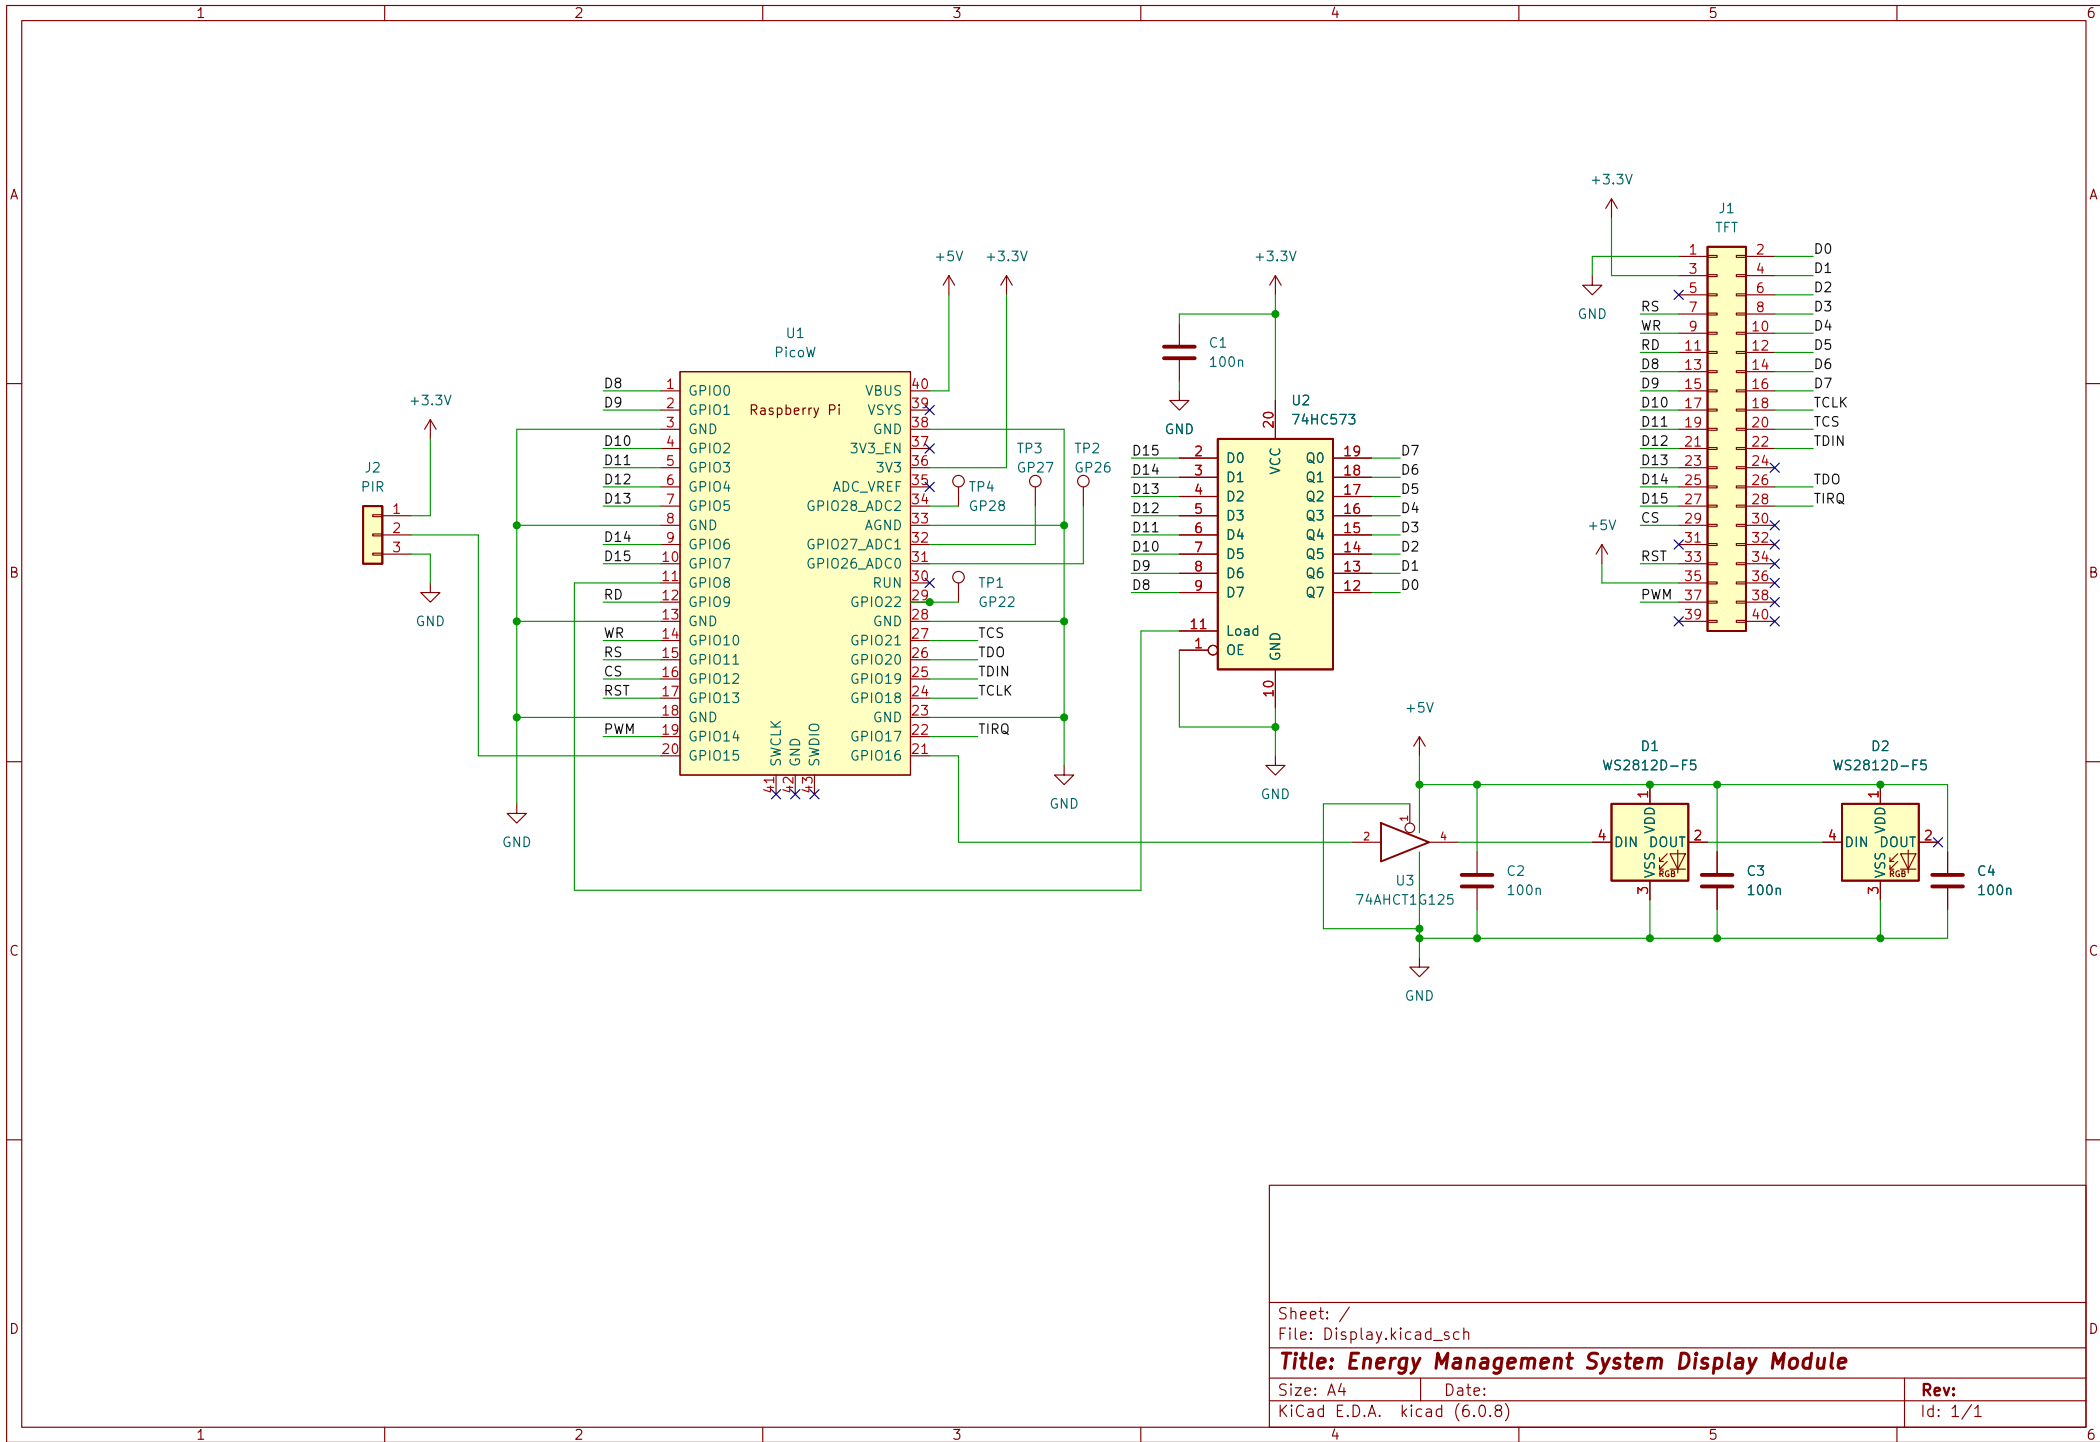 1 2 3 4 5 6
A A
B B
C C
D D
1 2 3 4 5 6
J2
PIR
+3.3V
1
2
3
GND
U1
PicoW
Raspberry Pi
+5V
+3.3V
D8 1 GPIO0
D9 2 GPIO1
3 GND
D10 4 GPIO2
D11 5 GPIO3
D12 6 GPIO4
D13 7 GPIO5
8 GND
D14 9 GPIO6
D15 10 GPIO7
11 GPIO8
RD 12 GPIO9
13 GND
WR 14 GPIO10
RS 15 GPIO11
CS 16 GPIO12
RST 17 GPIO13
18 GND
PWM 19 GPIO14
20 GPIO15
VBUS 40
VSYS 39
GND 38
3V3_EN 37
3V3 36
ADC_VREF 35
GPIO28_ADC2 34
AGND 33
GPIO27_ADC1 32
GPIO26_ADC0 31
RUN 30
GPIO22 29
GND 28
GPIO21 27 TCS
GPIO20 26 TDO
GPIO19 25 TDIN
GPIO18 24 TCLK
GND 23
GPIO17 22 TIRQ
GPIO16 21
SWCLK 41
GND 42
SWDIO 43
GND
GND
TP3
GP27
TP2
GP26
TP4
GP28
TP1
GP22
+3.3V
C1
100n
GND
U2
74HC573
20 VCC
D15 2 D0 Q0 19 D7
D14 3 D1 Q1 18 D6
D13 4 D2 Q2 17 D5
D12 5 D3 Q3 16 D4
D11 6 D4 Q4 15 D3
D10 7 D5 Q5 14 D2
D9 8 D6 Q6 13 D1
D8 9 D7 Q7 12 D0
11 Load
1 OE
GND 10
GND
+3.3V
J1
TFT
GND
+5V
1 2 D0
3 4 D1
5 6 D2
RS 7 8 D3
WR 9 10 D4
RD 11 12 D5
D8 13 14 D6
D9 15 16 D7
D10 17 18 TCLK
D11 19 20 TCS
D12 21 22 TDIN
D13 23 24
D14 25 26 TDO
D15 27 28 TIRQ
CS 29 30
31 32
RST 33 34
35 36
PWM 37 38
39 40
+5V
1
2 4
U3
74AHCT1G125
GND
C2
100n
D1
WS2812D-F5
1 VDD
4 DIN DOUT 2
VSS 3
RGB
C3
100n
D2
WS2812D-F5
1 VDD
4 DIN DOUT 2
VSS 3
RGB
C4
100n
Sheet: /
File: Display.kicad_sch
Title: Energy Management System Display Module
Size: A4 Date: Rev:
KiCad E.D.A. kicad (6.0.8) Id: 1/1